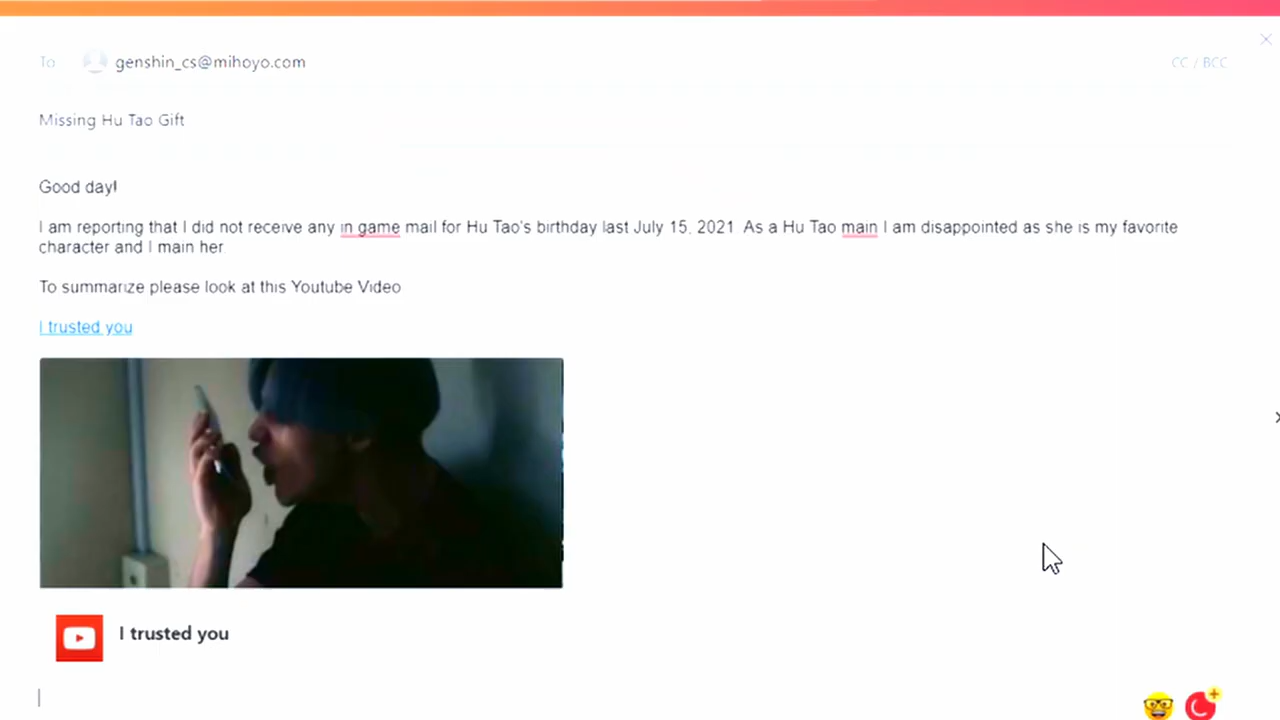 To
genshin_cs@mihoyo.com
CC / BCC
Missing Hu Tao Gift
Good day!
I am reporting that I did not receive any in game mail for Hu Tao's birthday last July 15, 2021. As a Hu Tao main I am disappointed as she is my favorite
character and I main her.
To summarize please look at this Youtube Video
I trusted you
I trusted you